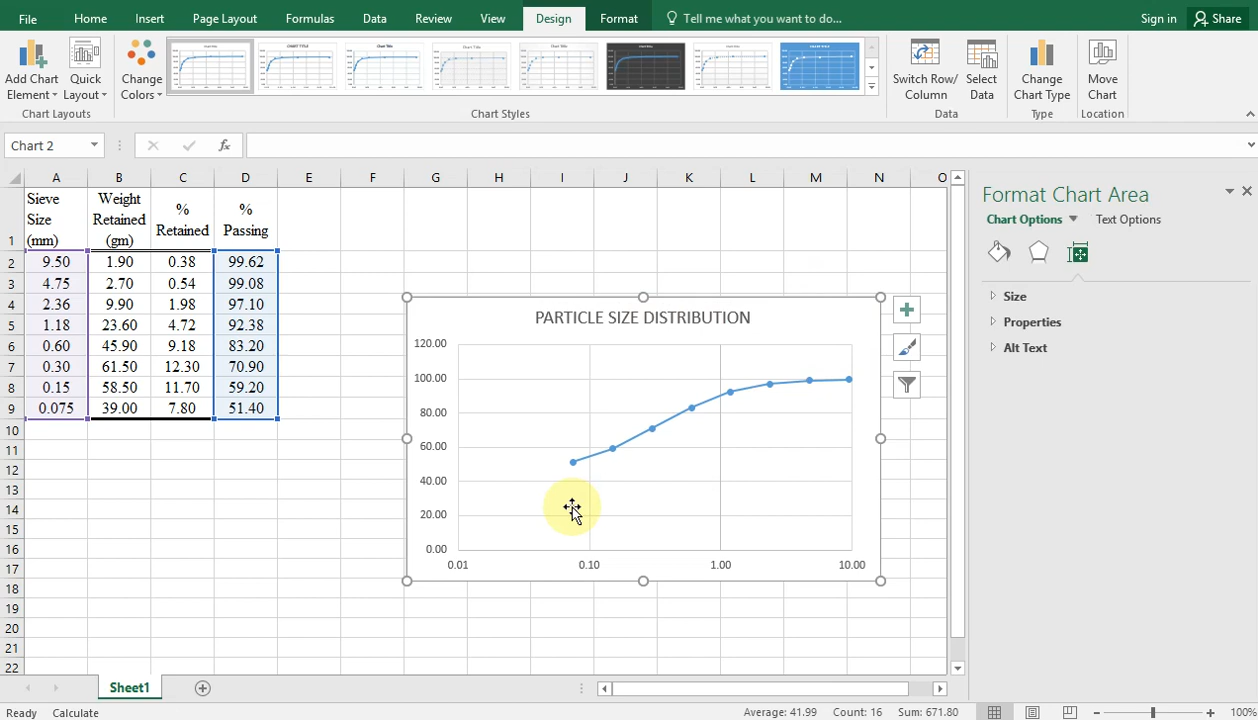 File Home Insert Page Layout Formulas Data Review View Design Format Tell me what you want to do... Sign in Share
Add Chart Element Quick Layout
Change Colors
Switch Row/ Column Select Data
Change Chart Type
Move Chart
Chart Layouts Chart Styles Data Type Location
Chart 2 fx
A B C D E F G H I J K L M N O
1 Sieve Size (mm) Weight Retained (gm) % Retained % Passing
2 9.50 1.90 0.38 99.62
3 4.75 2.70 0.54 99.08
4 2.36 9.90 1.98 97.10
5 1.18 23.60 4.72 92.38
6 0.60 45.90 9.18 83.20
7 0.30 61.50 12.30 70.90
8 0.15 58.50 11.70 59.20
9 0.075 39.00 7.80 51.40
10
11
12
13
14
15
16
17
18
19
20
21
22
PARTICLE SIZE DISTRIBUTION
120.00
100.00
80.00
60.00
40.00
20.00
0.00
0.01 0.10 1.00 10.00
Format Chart Area
Chart Options Text Options
Size
Properties
Alt Text
Sheet1
Ready Calculate Average: 41.99 Count: 16 Sum: 671.80 100%